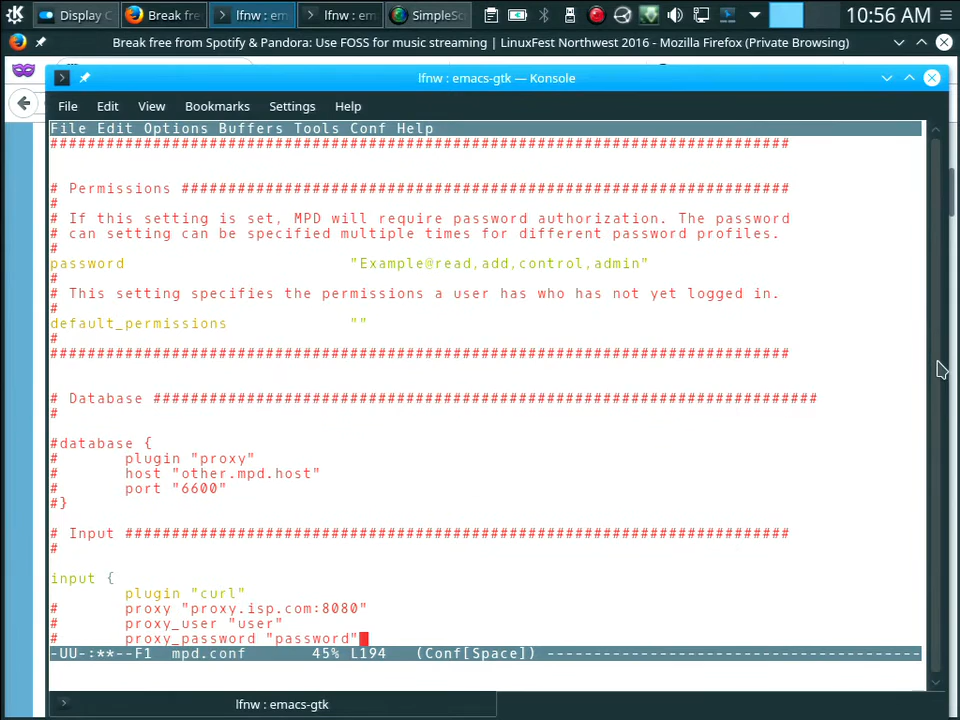 Display C
Break fre
lfnw : em
lfnw : em
SimpleSc
10:56 AM
Break free from Spotify & Pandora: Use FOSS for music streaming | LinuxFest Northwest 2016 - Mozilla Firefox (Private Browsing)
lfnw : emacs-gtk — Konsole
File Edit View Bookmarks Settings Help
File Edit Options Buffers Tools Conf Help
###############################################################################
# Permissions #################################################################
#
# If this setting is set, MPD will require password authorization. The password
# can setting can be specified multiple times for different password profiles.
#
password                        "Example@read,add,control,admin"
#
# This setting specifies the permissions a user has who has not yet logged in.
#
default_permissions             ""
#
###############################################################################
# Database #######################################################################
#
#database {
#       plugin "proxy"
#       host "other.mpd.host"
#       port "6600"
#}
# Input #######################################################################
#
input {
        plugin "curl"
#       proxy "proxy.isp.com:8080"
#       proxy_user "user"
#       proxy_password "password"
-UU-:**--F1  mpd.conf       45% L194   (Conf[Space]) ----------------------------------------
lfnw : emacs-gtk